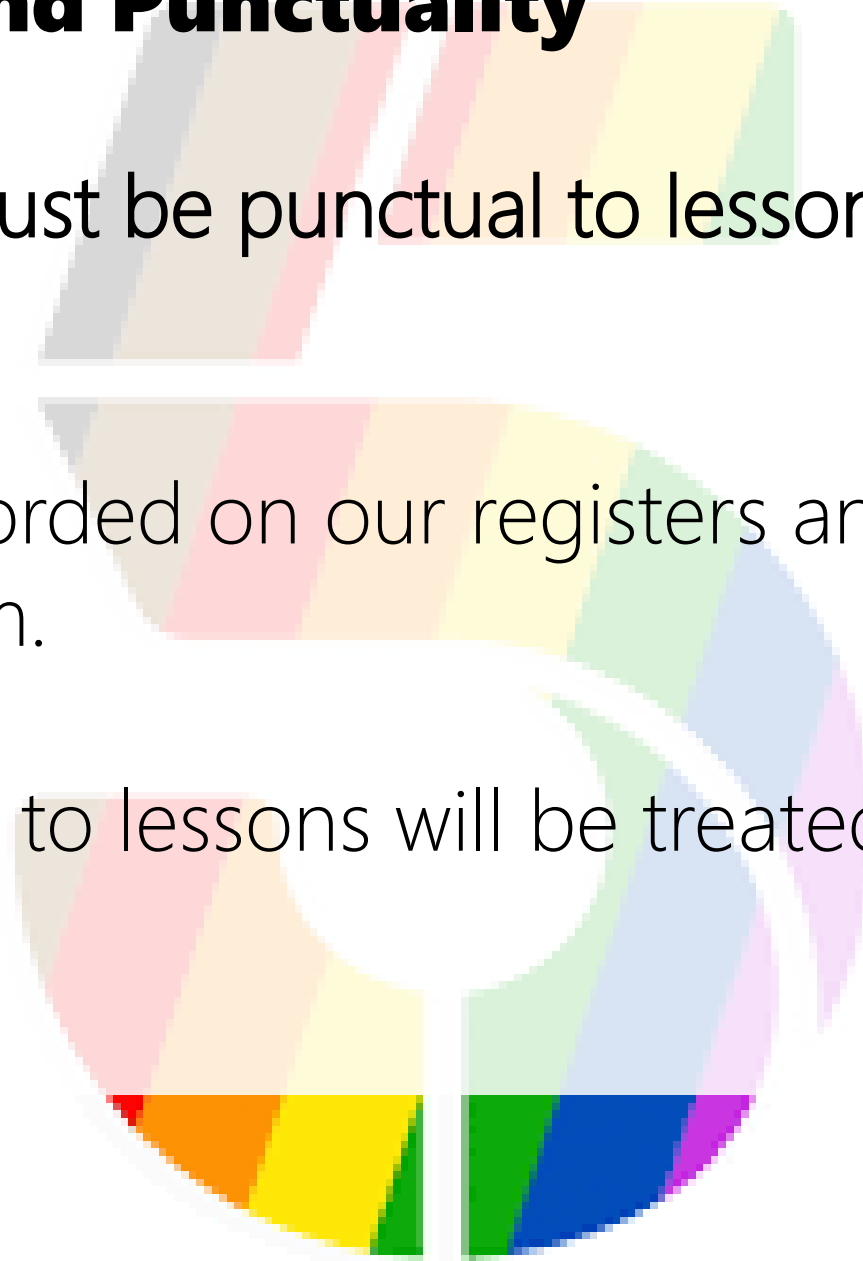 nd Punctuality
ust be punctual to lesson
orded on our registers an
n.
to lessons will be treated